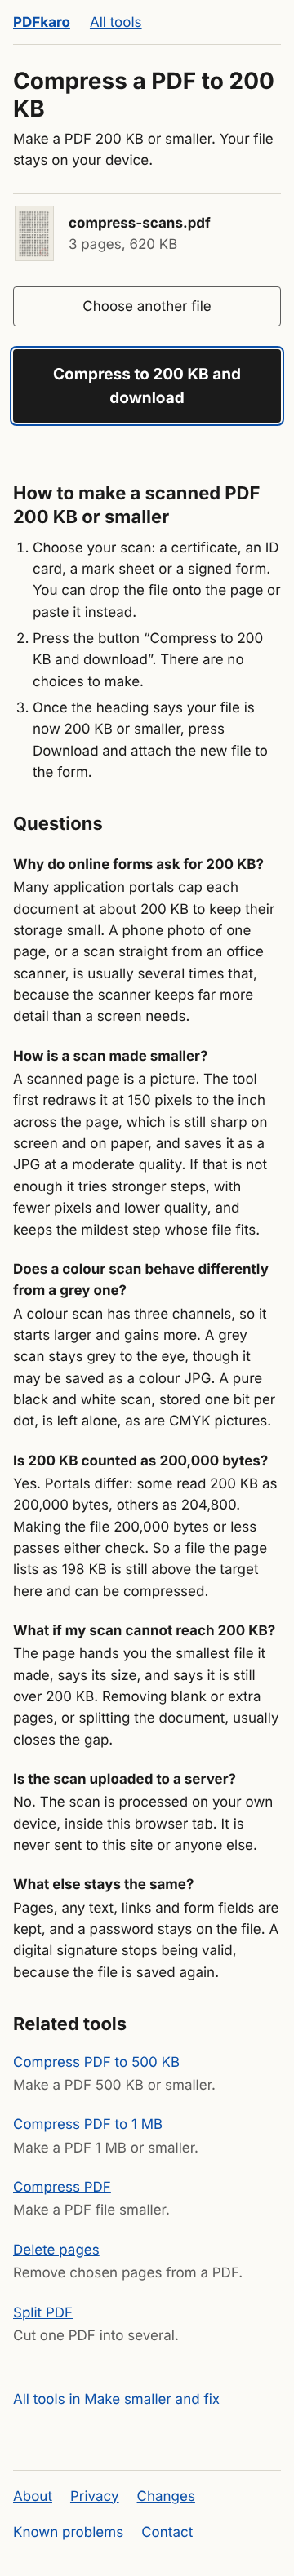 PDFkaro All tools
Compress a PDF to 200
KB
Make a PDF 200 KB or smaller. Your file
stays on your device.
compress-scans.pdf
3 pages, 620 KB
Choose another file
Compress to 200 KB and
download
How to make a scanned PDF
200 KB or smaller
1. Choose your scan: a certificate, an ID
card, a mark sheet or a signed form.
You can drop the file onto the page or
paste it instead.
2. Press the button “Compress to 200
KB and download”. There are no
choices to make.
3. Once the heading says your file is
now 200 KB or smaller, press
Download and attach the new file to
the form.
Questions
Why do online forms ask for 200 KB?
Many application portals cap each
document at about 200 KB to keep their
storage small. A phone photo of one
page, or a scan straight from an office
scanner, is usually several times that,
because the scanner keeps far more
detail than a screen needs.
How is a scan made smaller?
A scanned page is a picture. The tool
first redraws it at 150 pixels to the inch
across the page, which is still sharp on
screen and on paper, and saves it as a
JPG at a moderate quality. If that is not
enough it tries stronger steps, with
fewer pixels and lower quality, and
keeps the mildest step whose file fits.
Does a colour scan behave differently
from a grey one?
A colour scan has three channels, so it
starts larger and gains more. A grey
scan stays grey to the eye, though it
may be saved as a colour JPG. A pure
black and white scan, stored one bit per
dot, is left alone, as are CMYK pictures.
Is 200 KB counted as 200,000 bytes?
Yes. Portals differ: some read 200 KB as
200,000 bytes, others as 204,800.
Making the file 200,000 bytes or less
passes either check. So a file the page
lists as 198 KB is still above the target
here and can be compressed.
What if my scan cannot reach 200 KB?
The page hands you the smallest file it
made, says its size, and says it is still
over 200 KB. Removing blank or extra
pages, or splitting the document, usually
closes the gap.
Is the scan uploaded to a server?
No. The scan is processed on your own
device, inside this browser tab. It is
never sent to this site or anyone else.
What else stays the same?
Pages, any text, links and form fields are
kept, and a password stays on the file. A
digital signature stops being valid,
because the file is saved again.
Related tools
Compress PDF to 500 KB
Make a PDF 500 KB or smaller.
Compress PDF to 1 MB
Make a PDF 1 MB or smaller.
Compress PDF
Make a PDF file smaller.
Delete pages
Remove chosen pages from a PDF.
Split PDF
Cut one PDF into several.
All tools in Make smaller and fix
About Privacy Changes
Known problems Contact